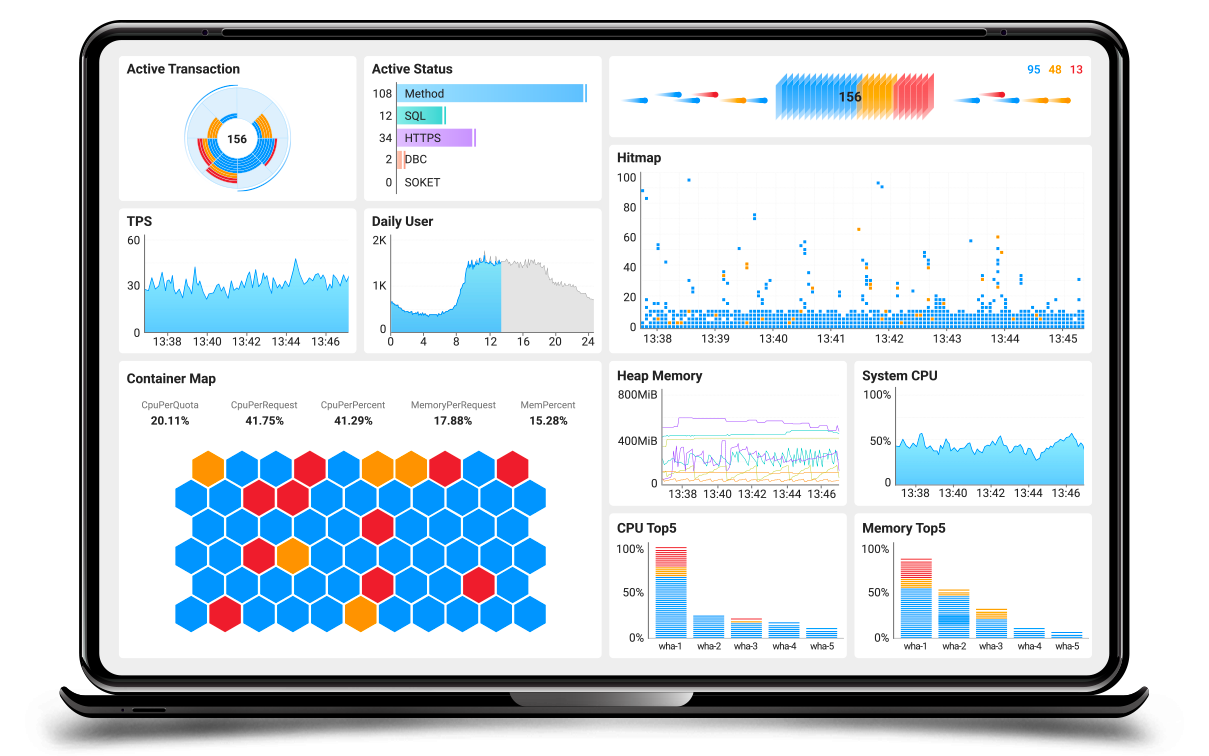 Active Transaction
156
Active Status
108 Method
12 SQL
34 HTTPS
2 DBC
0 SOKET
95 48 13
156
Hitmap
100
80
60
40
20
0
13:38 13:39 13:40 13:41 13:42 13:43 13:44 13:45
TPS
60
30
0
13:38 13:40 13:42 13:44 13:46
Daily User
2K
1K
0
0 4 8 12 16 20 24
Container Map
CpuPerQuota CpuPerRequest CpuPerPercent MemoryPerRequest MemPercent
20.11% 41.75% 41.29% 17.88% 15.28%
Heap Memory
800MiB
400MiB
0
13:38 13:40 13:42 13:44 13:46
System CPU
100%
50%
0
13:38 13:40 13:42 13:44 13:46
CPU Top5
100%
50%
0%
wha-1 wha-2 wha-3 wha-4 wha-5
Memory Top5
100%
50%
0%
wha-1 wha-2 wha-3 wha-4 wha-5